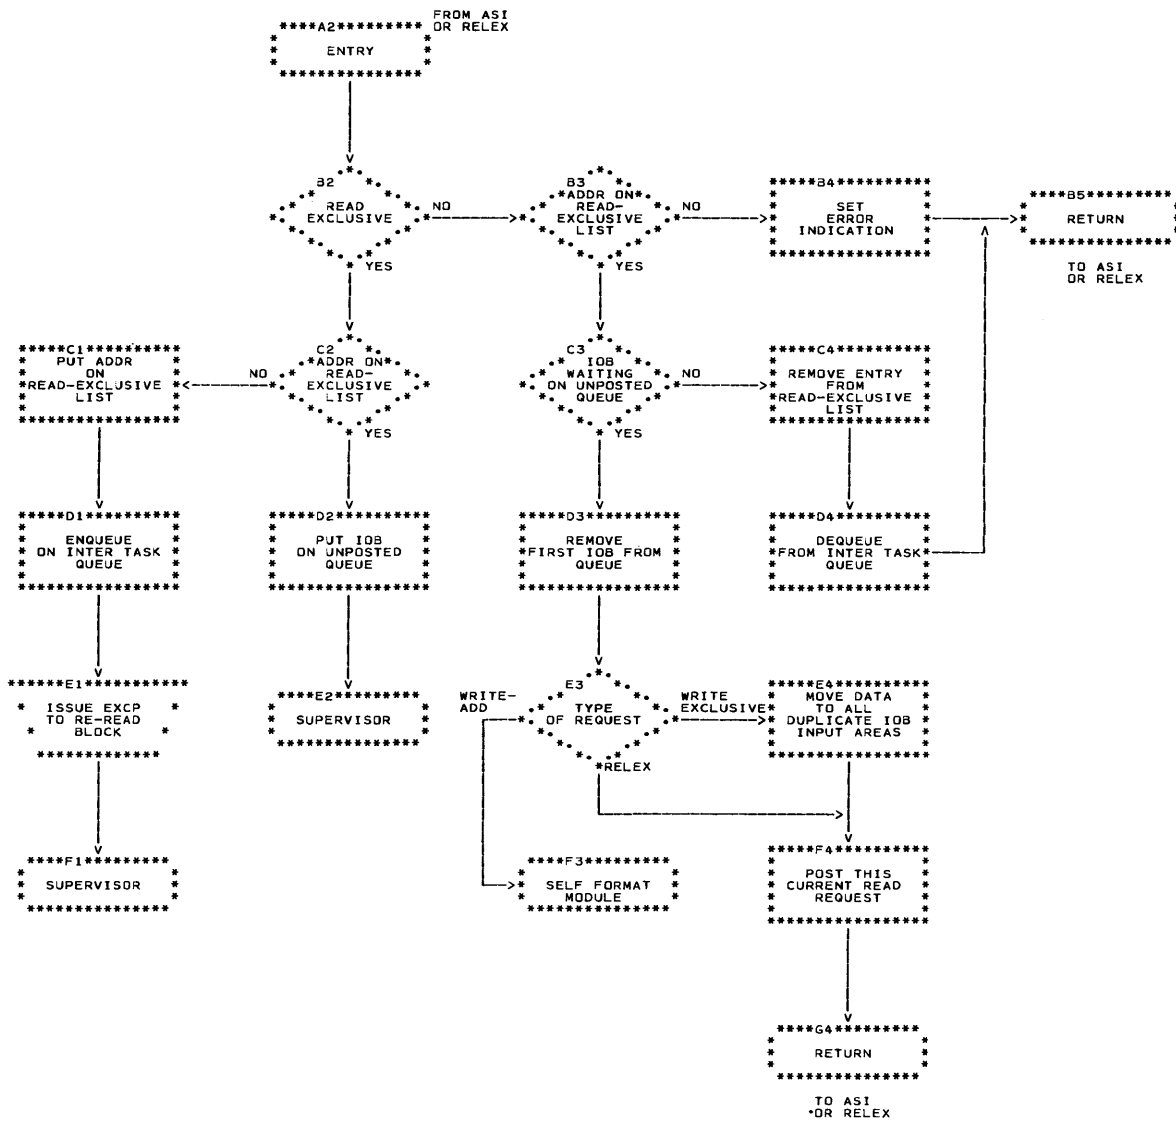 FROM ASI
OR RELEX
A2
ENTRY
B2
READ
EXCLUSIVE
NO
YES
B3
ADDR ON
READ-
EXCLUSIVE
LIST
NO
YES
B4
SET
ERROR
INDICATION
B5
RETURN
TO ASI
OR RELEX
C1
PUT ADDR
ON
READ-EXCLUSIVE
LIST
NO
C2
ADDR ON
READ-
EXCLUSIVE
LIST
YES
C3
IOB
WAITING
ON UNPOSTED
QUEUE
NO
YES
C4
REMOVE ENTRY
FROM
READ-EXCLUSIVE
LIST
D1
ENQUEUE
ON INTER TASK
QUEUE
D2
PUT IOB
ON UNPOSTED
QUEUE
D3
REMOVE
FIRST IOB FROM
QUEUE
D4
DEQUEUE
FROM INTER TASK
QUEUE
E1
ISSUE EXCP
TO RE-READ
BLOCK
E2
SUPERVISOR
WRITE-
ADD
E3
TYPE
OF REQUEST
WRITE
EXCLUSIVE
RELEX
E4
MOVE DATA
TO ALL
DUPLICATE IOB
INPUT AREAS
F1
SUPERVISOR
F3
SELF FORMAT
MODULE
F4
POST THIS
CURRENT READ
REQUEST
G4
RETURN
TO ASI
OR RELEX